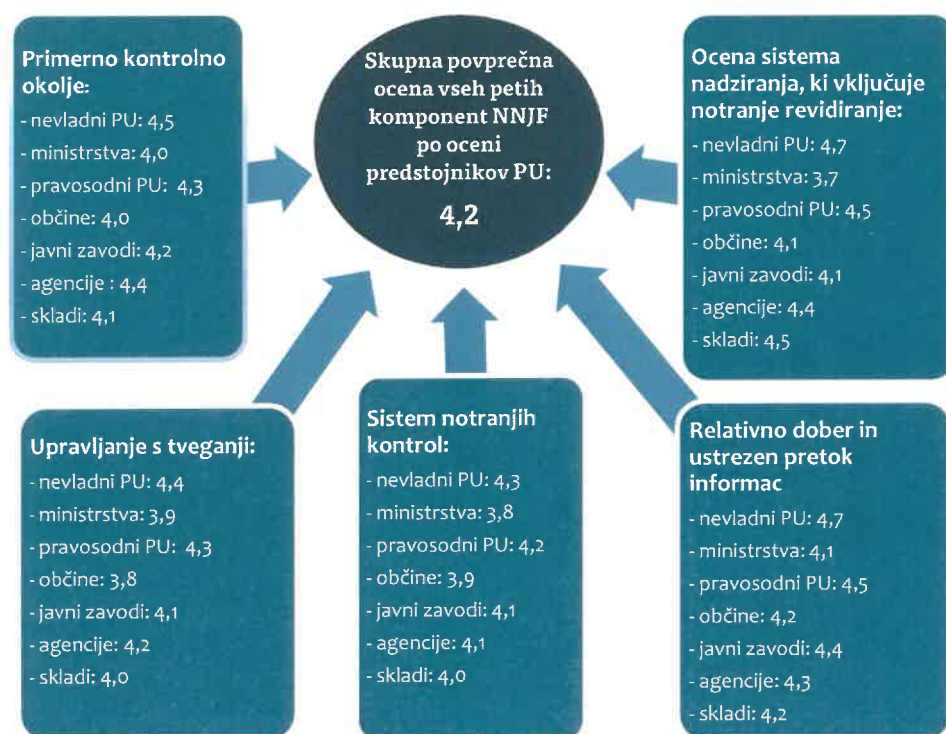 Primerno kontrolno
okolje:
- nevladni PU: 4,5
- ministrstva: 4,0
- pravosodni PU: 4,3
- občine: 4,0
- javni zavodi: 4,2
- agencije : 4,4
- skladi: 4,1
Skupna povprečna
ocena vseh petih
komponent NNJF
po oceni
predstojnikov PU:
4,2
Ocena sistema
nadziranja, ki vključuje
notranje revidiranje:
- nevladni PU: 4,7
- ministrstva: 3,7
- pravosodni PU: 4,5
- občine: 4,1
- javni zavodi: 4,1
- agencije: 4,4
- skladi: 4,5
Upravljanje s tveganji:
- nevladni PU: 4,4
- ministrstva: 3,9
- pravosodni PU: 4,3
- občine: 3,8
- javni zavodi: 4,1
- agencije: 4,2
- skladi: 4,0
Sistem notranjih
kontrol:
- nevladni PU: 4,3
- ministrstva: 3,8
- pravosodni PU: 4,2
- občine: 3,9
- javni zavodi: 4,1
- agencije: 4,1
- skladi: 4,0
Relativno dober in
ustrezen pretok
informac
- nevladni PU: 4,7
- ministrstva: 4,1
- pravosodni PU: 4,5
- občine: 4,2
- javni zavodi: 4,4
- agencije: 4,3
- skladi: 4,2